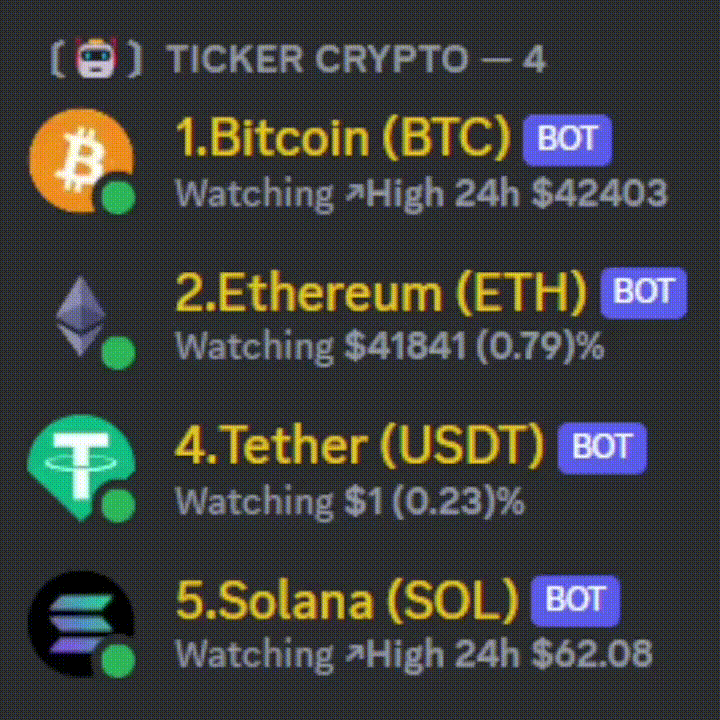 [🤖] TICKER CRYPTO — 4
1.Bitcoin (BTC) BOT
Watching ↗High 24h $42403
2.Ethereum (ETH) BOT
Watching $41841 (0.79)%
4.Tether (USDT) BOT
Watching $1 (0.23)%
5.Solana (SOL) BOT
Watching ↗High 24h $62.08